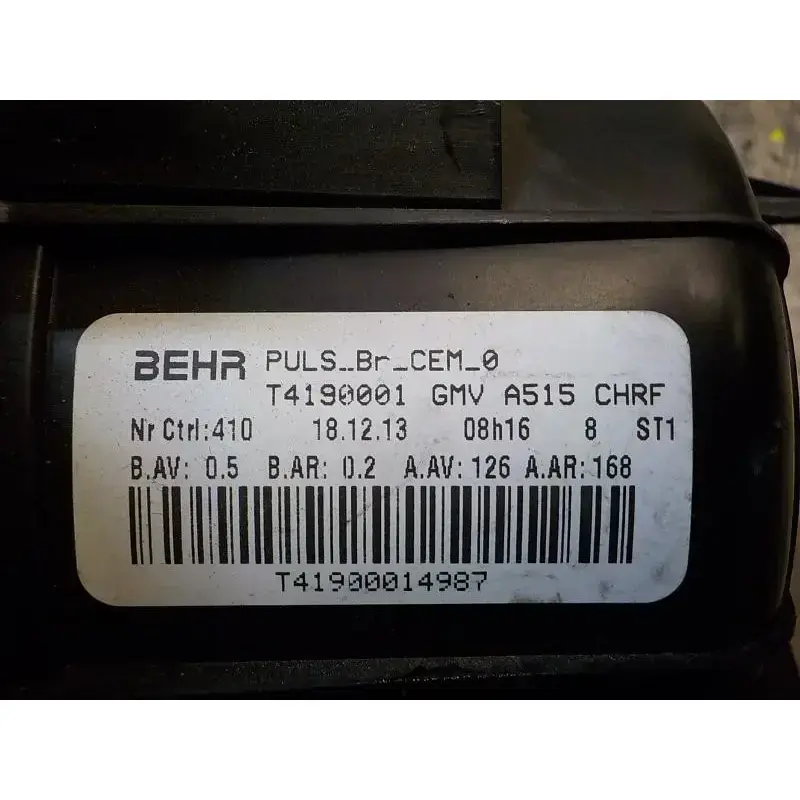 BEHR PULS_Br_CEM_0
T4190001 GMV A515 CHRF
Nr Ctrl:410 18.12.13 08h16 8 ST1
B.AV: 0.5 B.AR: 0.2 A.AV: 126 A.AR: 168
T41900014987